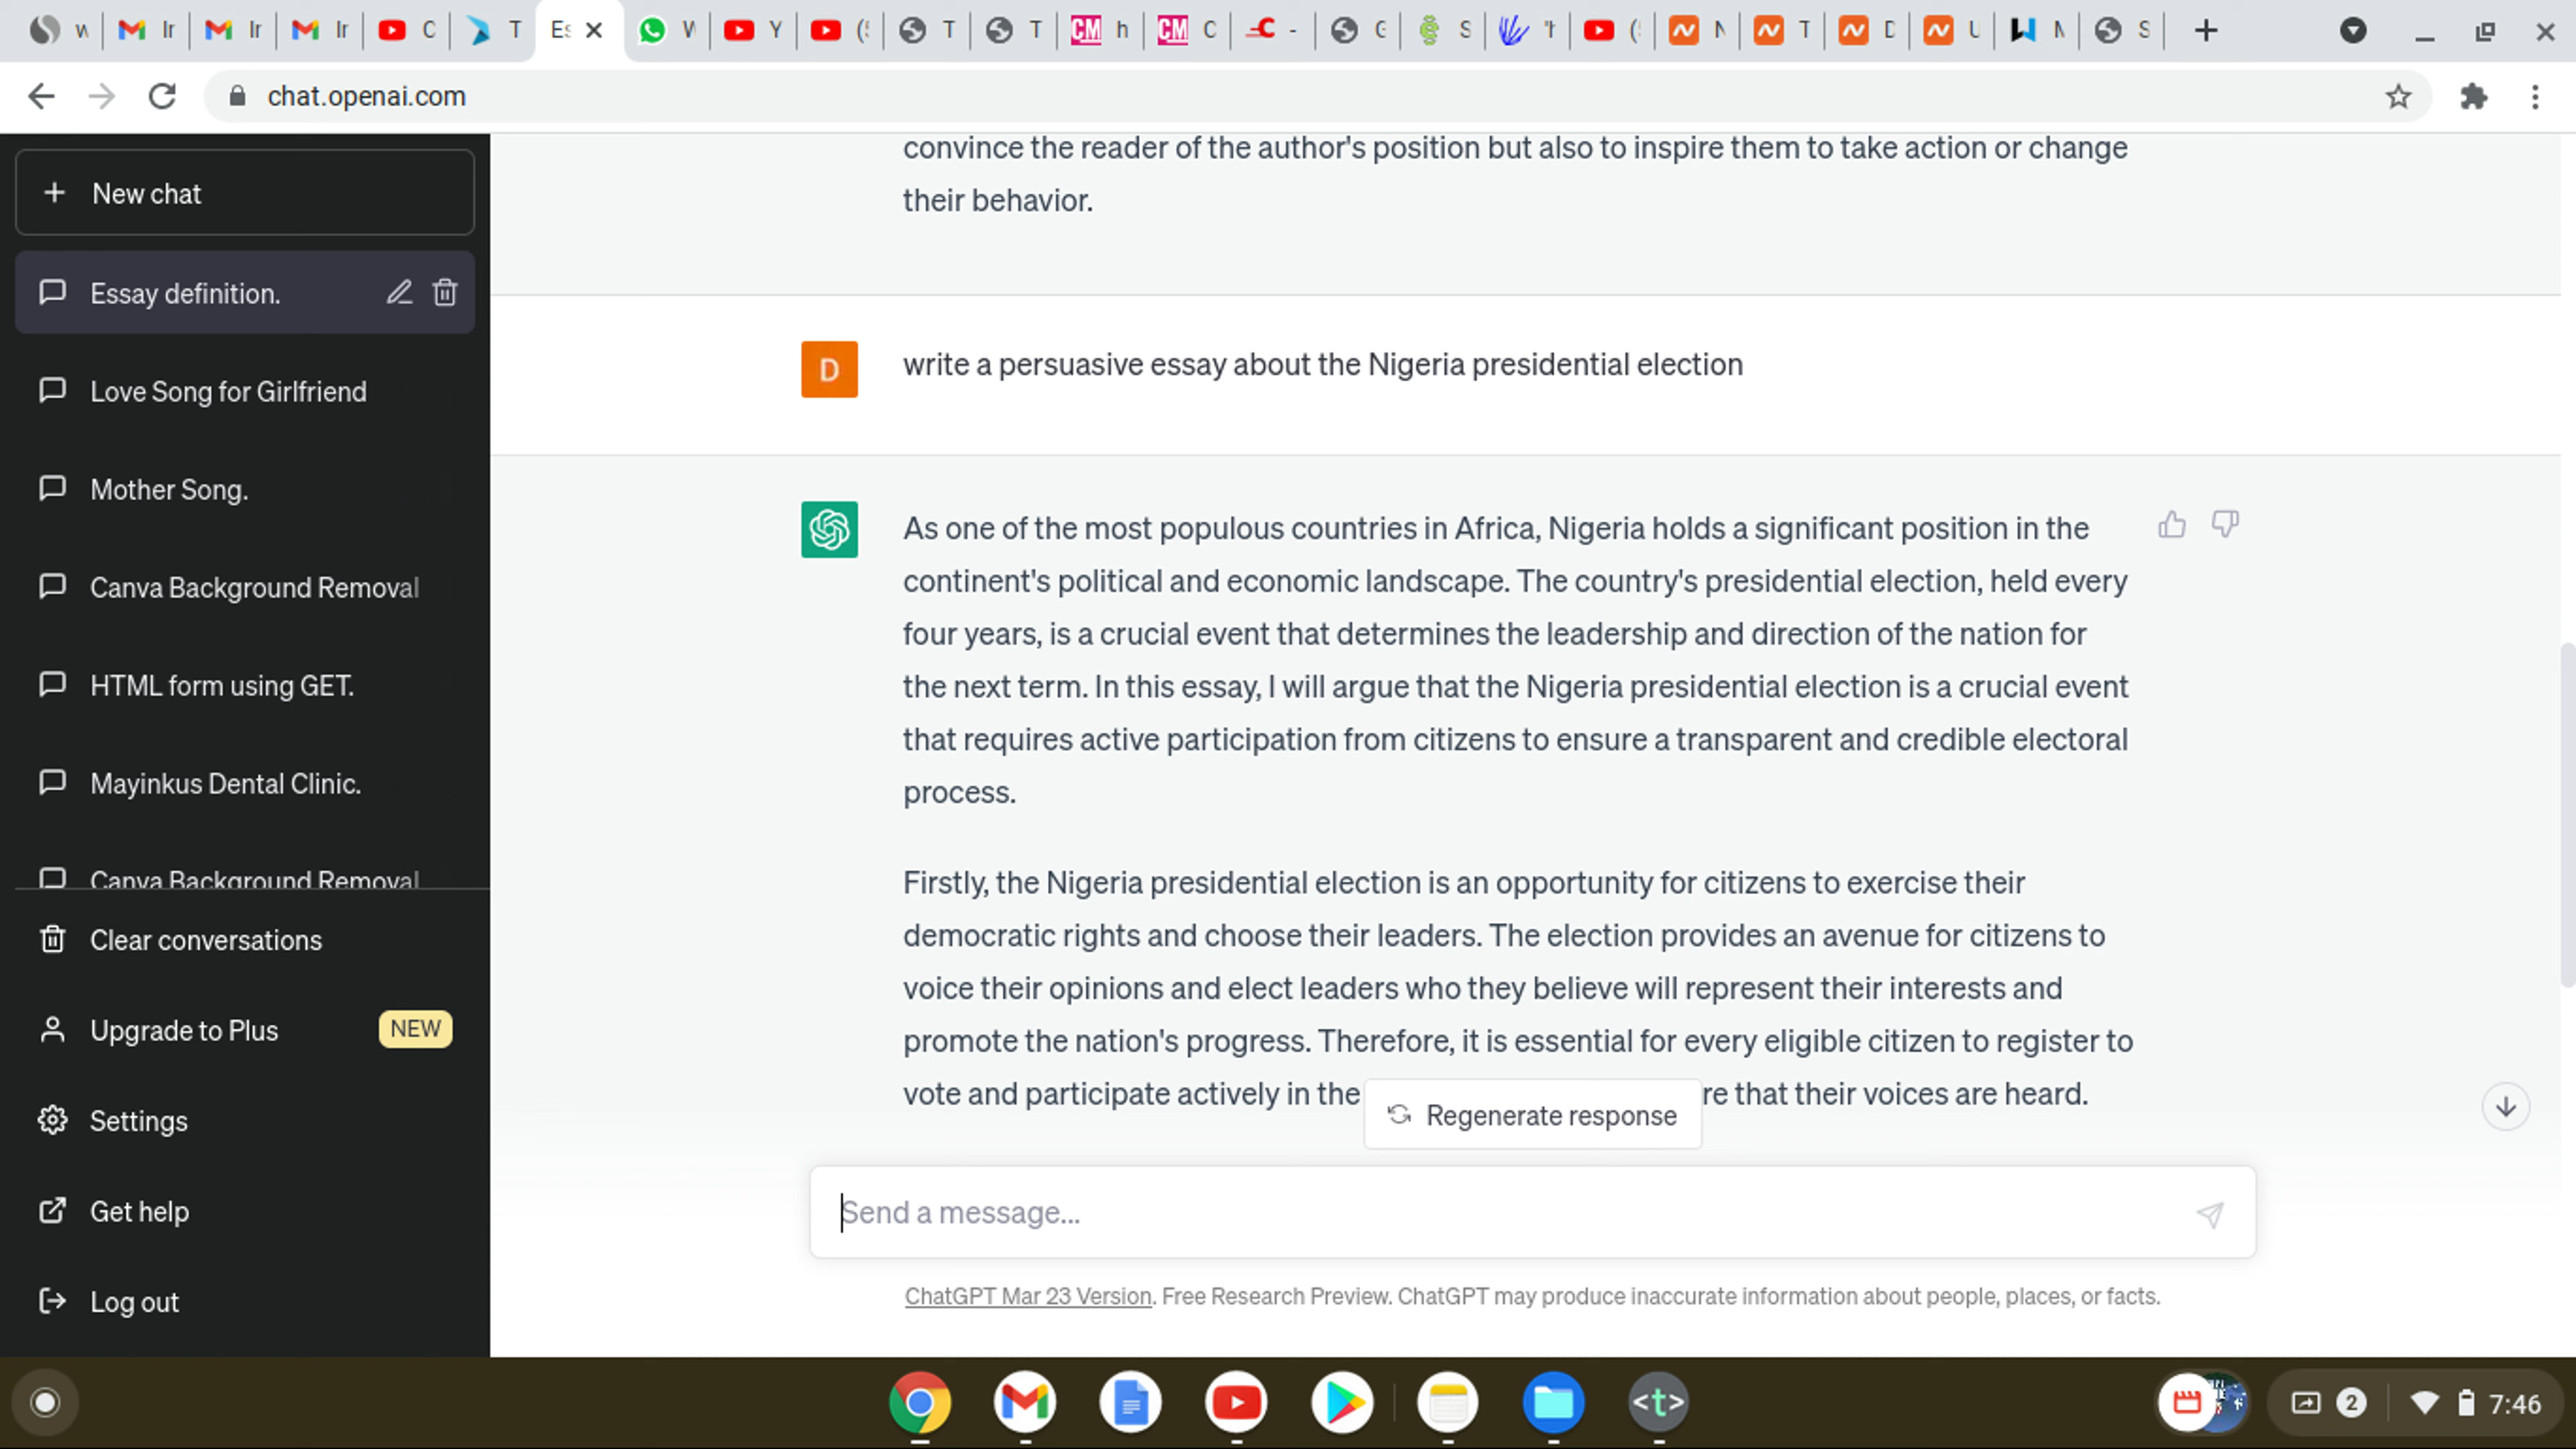 w Ir Ir Ir C T Es W Y (5 T T CM h CM C C - G S "h (5 N T D U M S
chat.openai.com
New chat
Essay definition.
Love Song for Girlfriend
Mother Song.
Canva Background Removal
HTML form using GET.
Mayinkus Dental Clinic.
Canva Background Removal
Clear conversations
Upgrade to Plus NEW
Settings
Get help
Log out
convince the reader of the author's position but also to inspire them to take action or change
their behavior.
D write a persuasive essay about the Nigeria presidential election
As one of the most populous countries in Africa, Nigeria holds a significant position in the
continent's political and economic landscape. The country's presidential election, held every
four years, is a crucial event that determines the leadership and direction of the nation for
the next term. In this essay, I will argue that the Nigeria presidential election is a crucial event
that requires active participation from citizens to ensure a transparent and credible electoral
process.
Firstly, the Nigeria presidential election is an opportunity for citizens to exercise their
democratic rights and choose their leaders. The election provides an avenue for citizens to
voice their opinions and elect leaders who they believe will represent their interests and
promote the nation's progress. Therefore, it is essential for every eligible citizen to register to
vote and participate actively in the re that their voices are heard.
Regenerate response
Send a message...
ChatGPT Mar 23 Version. Free Research Preview. ChatGPT may produce inaccurate information about people, places, or facts.
<t> 2 7:46